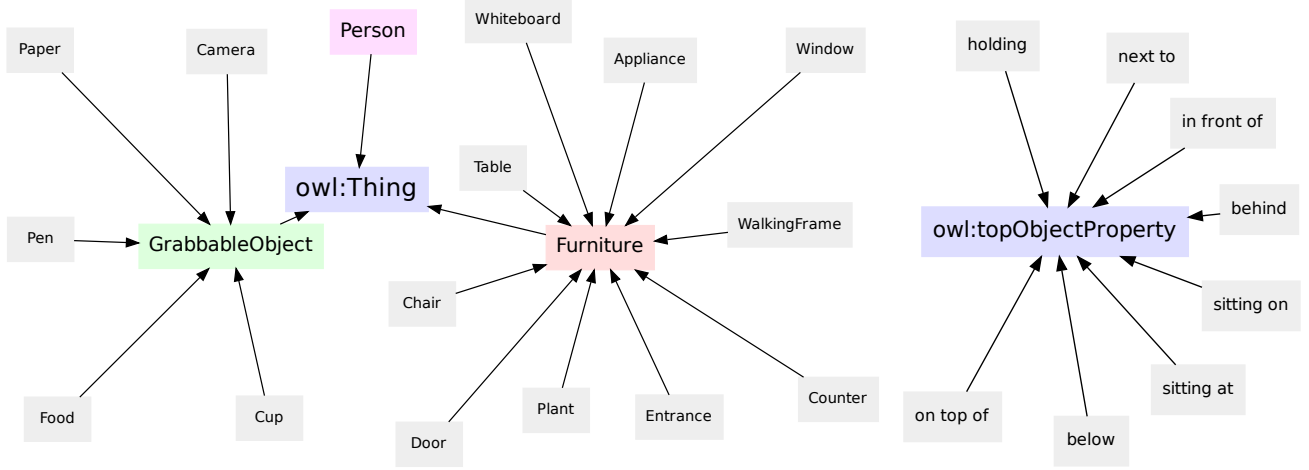 Paper
Camera
Person
Whiteboard
Appliance
Window
holding
next to
in front of
Table
owl:Thing
Pen
GrabbableObject
Furniture
WalkingFrame
behind
owl:topObjectProperty
Chair
sitting on
Food
Cup
Door
Plant
Entrance
Counter
sitting at
on top of
below